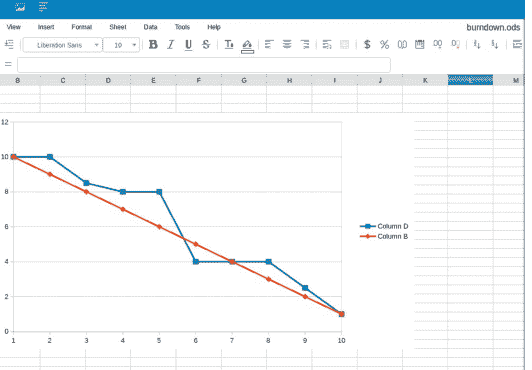 View Insert Format Sheet Data Tools Help burndown.ods
Liberation Sans 10 B I U S $ %
=
B C D E F G H I J K L M
12
10
8
6
4
2
0
1 2 3 4 5 6 7 8 9 10
Column D
Column B